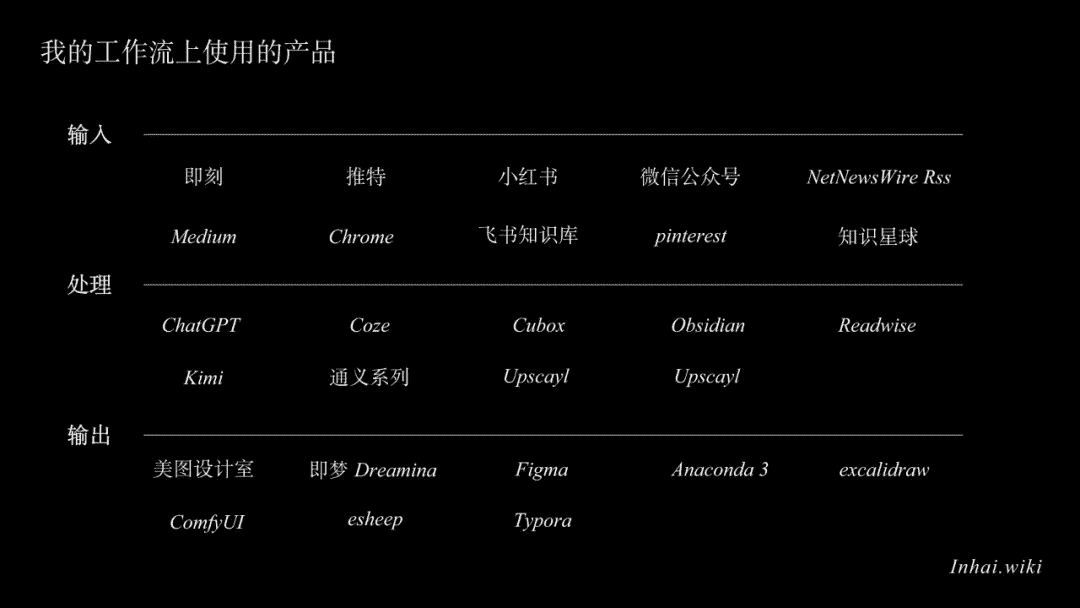 我的工作流上使用的产品
输入
即刻 推特 小红书 微信公众号 NetNewsWire Rss
Medium Chrome 飞书知识库 pinterest 知识星球
处理
ChatGPT Coze Cubox Obsidian Readwise
Kimi 通义系列 Upscayl Upscayl
输出
美图设计室 即梦 Dreamina Figma Anaconda 3 excalidraw
ComfyUI esheep Typora
Inhai.wiki